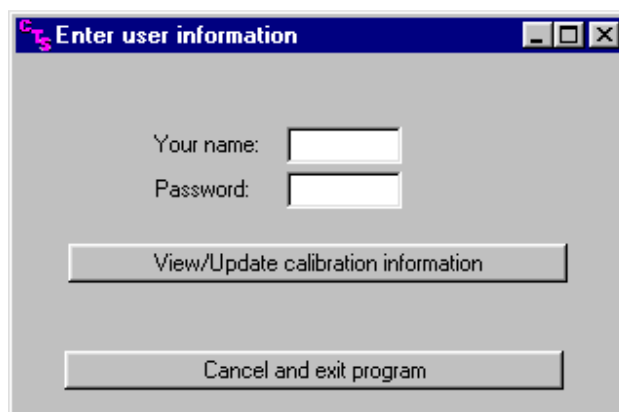 CTS Enter user information
Your name:
Password:
View/Update calibration information
Cancel and exit program